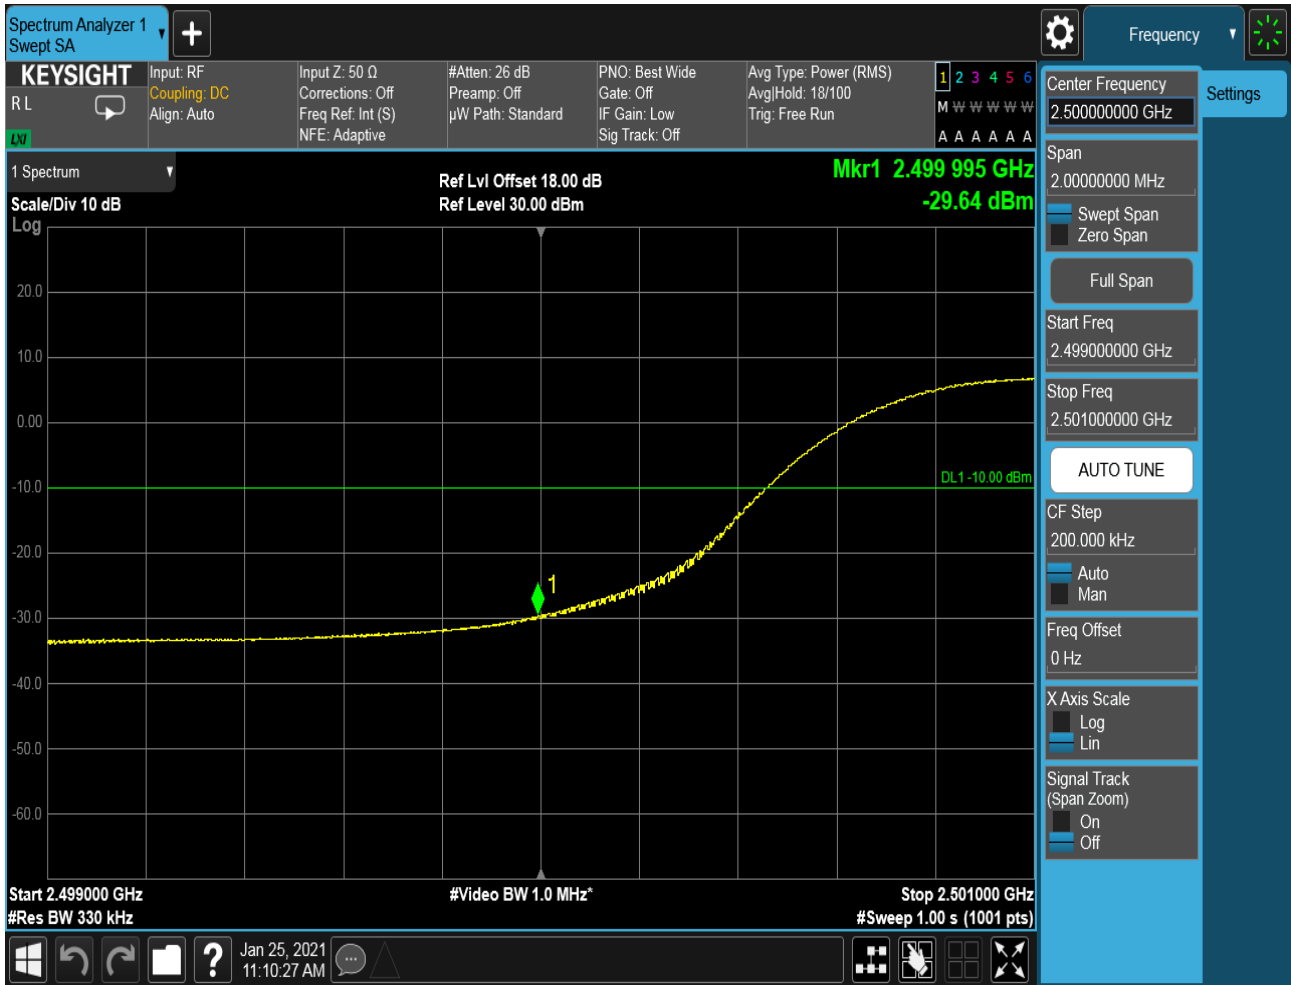 Spectrum Analyzer 1
Swept SA
Frequency
KEYSIGHT
R L
LXI
Input: RF
Coupling: DC
Align: Auto
Input Z: 50 Ω
Corrections: Off
Freq Ref: Int (S)
NFE: Adaptive
#Atten: 26 dB
Preamp: Off
µW Path: Standard
PNO: Best Wide
Gate: Off
IF Gain: Low
Sig Track: Off
Avg Type: Power (RMS)
Avg|Hold: 18/100
Trig: Free Run
1 2 3 4 5 6
M W W W W W
A A A A A A
1 Spectrum
Scale/Div 10 dB
Log
Ref Lvl Offset 18.00 dB
Ref Level 30.00 dBm
Mkr1 2.499 995 GHz
-29.64 dBm
20.0
10.0
0.00
-10.0
-20.0
-30.0
-40.0
-50.0
-60.0
DL1 -10.00 dBm
1
Start 2.499000 GHz
#Res BW 330 kHz
#Video BW 1.0 MHz*
Stop 2.501000 GHz
#Sweep 1.00 s (1001 pts)
Center Frequency
2.500000000 GHz
Settings
Span
2.00000000 MHz
Swept Span
Zero Span
Full Span
Start Freq
2.499000000 GHz
Stop Freq
2.501000000 GHz
AUTO TUNE
CF Step
200.000 kHz
Auto
Man
Freq Offset
0 Hz
X Axis Scale
Log
Lin
Signal Track
(Span Zoom)
On
Off
?
Jan 25, 2021
11:10:27 AM